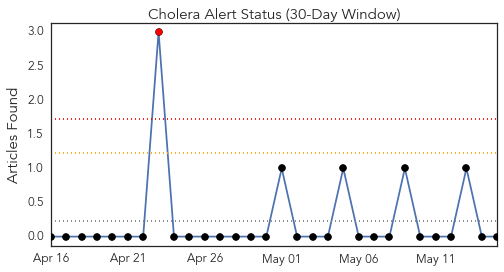 Cholera Alert Status (30-Day Window)
Articles Found
3.0
2.5
2.0
1.5
1.0
0.5
0.0
Apr 16 Apr 21 Apr 26 May 01 May 06 May 11